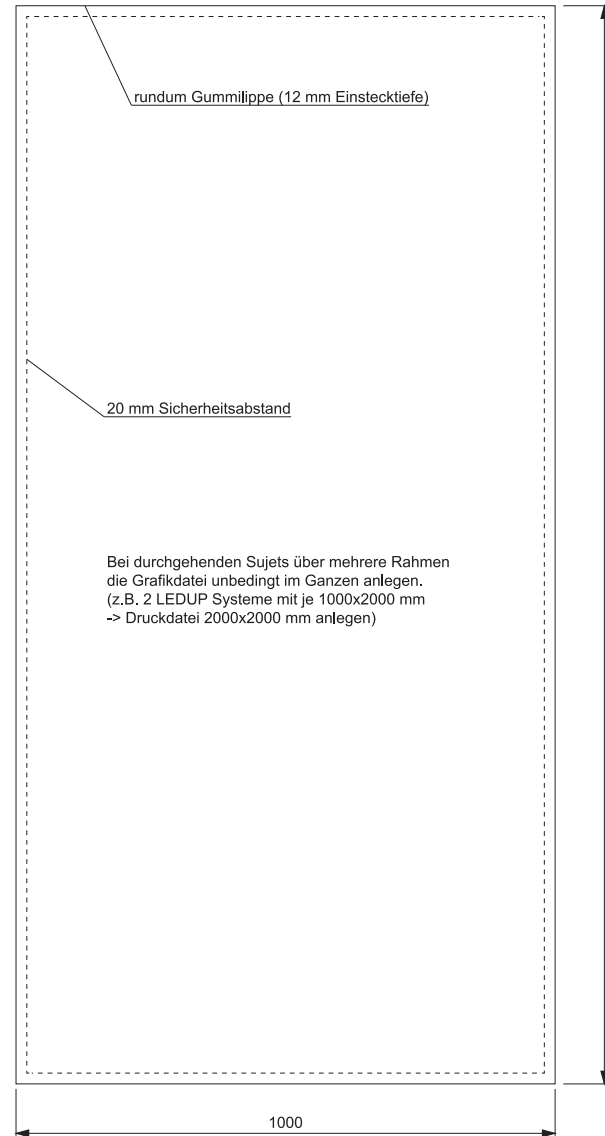 rundum Gummilippe (12 mm Einstecktiefe)
20 mm Sicherheitsabstand
Bei durchgehenden Sujets über mehrere Rahmen
die Grafikdatei unbedingt im Ganzen anlegen.
(z.B. 2 LEDUP Systeme mit je 1000x2000 mm
-> Druckdatei 2000x2000 mm anlegen)
1000